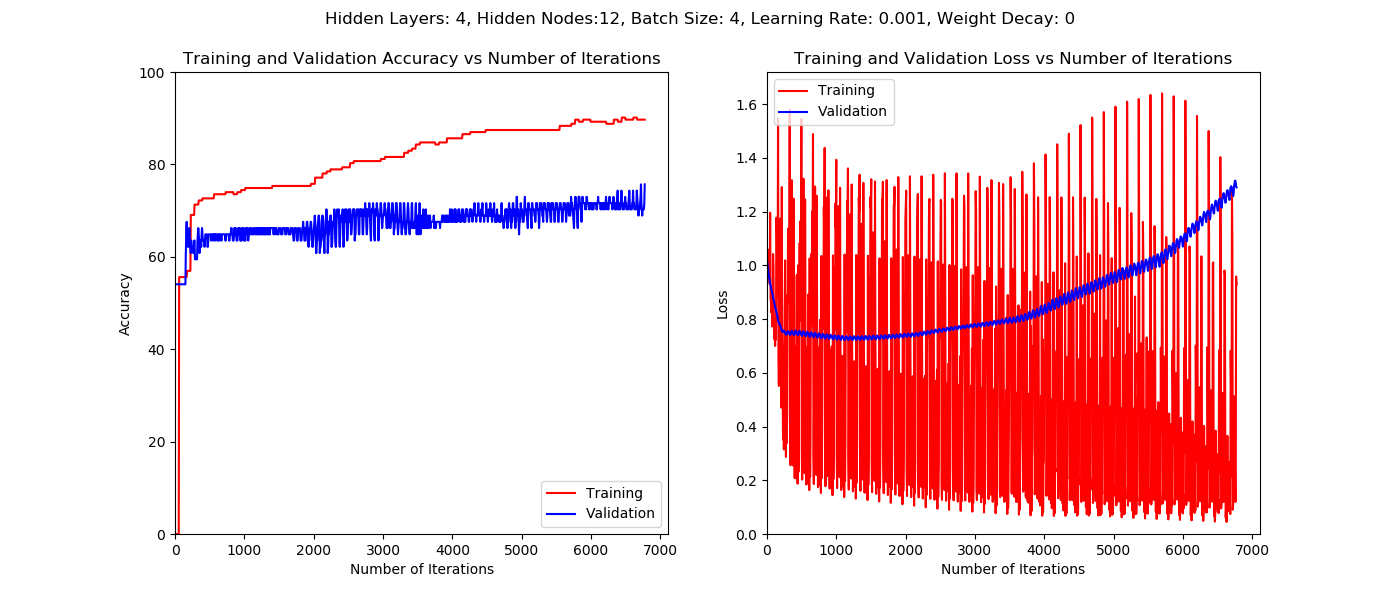 Hidden Layers: 4, Hidden Nodes:12, Batch Size: 4, Learning Rate: 0.001, Weight Decay: 0
Training and Validation Accuracy vs Number of Iterations
100
80
60
40
20
0
Accuracy
Training
Validation
0 1000 2000 3000 4000 5000 6000 7000
Number of Iterations
Training and Validation Loss vs Number of Iterations
Training
Validation
1.6
1.4
1.2
1.0
0.8
0.6
0.4
0.2
0.0
Loss
0 1000 2000 3000 4000 5000 6000 7000
Number of Iterations